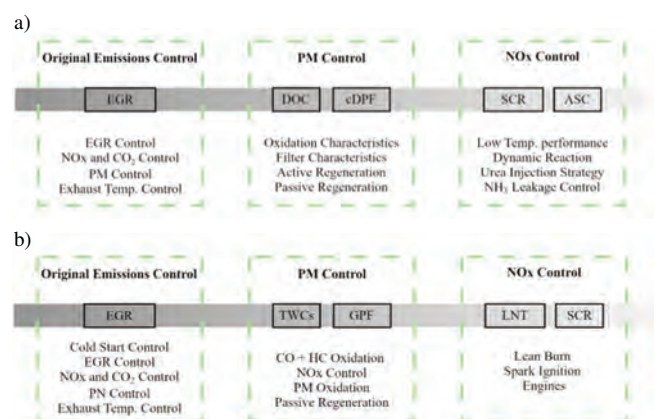 a)
Original Emissions Control
PM Control
NOx Control
EGR
DOC
cDPF
SCR
ASC
EGR Control
NOx and CO₂ Control
PM Control
Exhaust Temp. Control
Oxidation Characteristics
Filter Characteristics
Active Regeneration
Passive Regeneration
Low Temp. performance
Dynamic Reaction
Urea Injection Strategy
NH₃ Leakage Control
b)
Original Emissions Control
PM Control
NOx Control
EGR
TWCs
GPF
LNT
SCR
Cold Start Control
EGR Control
NOx and CO₂ Control
PN Control
Exhaust Temp. Control
CO + HC Oxidation
NOx Control
PM Oxidation
Passive Regeneration
Lean Burn
Spark Ignition
Engines